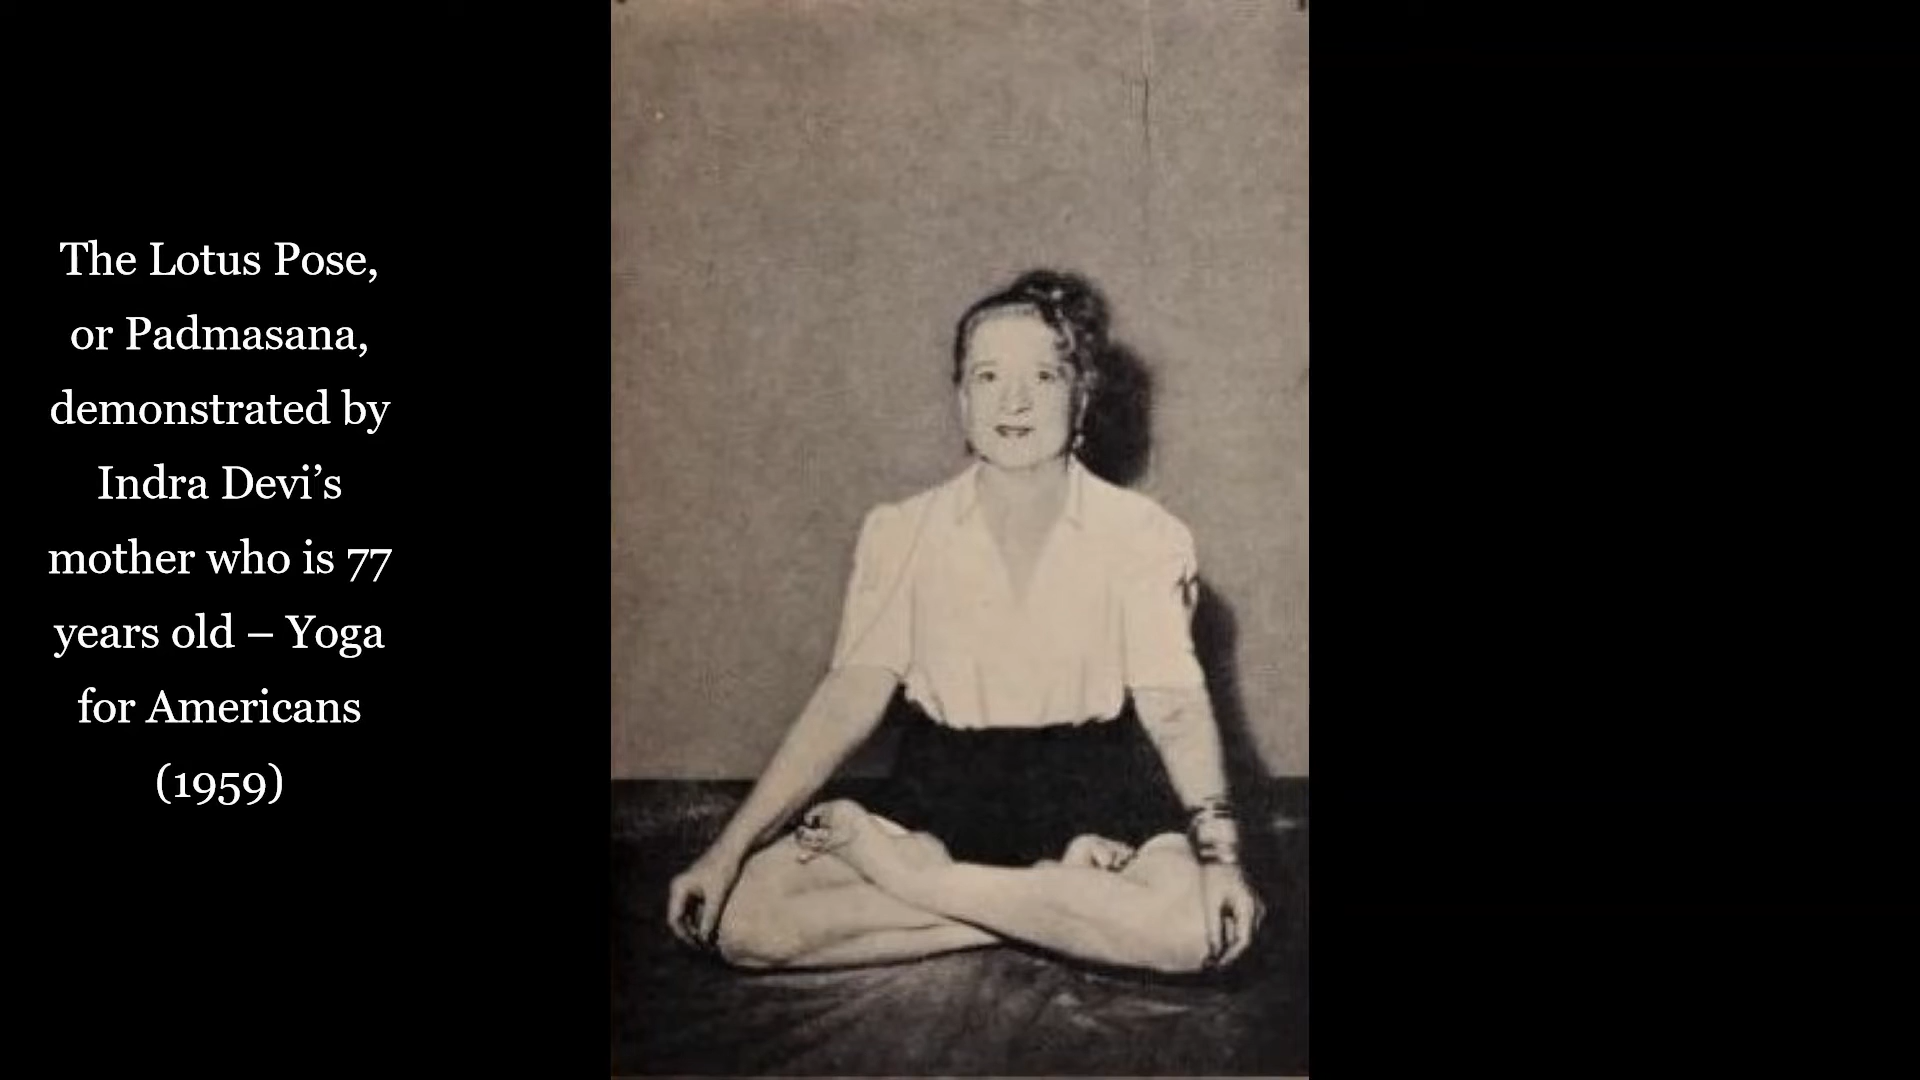 The Lotus Pose,
or Padmasana,
demonstrated by
Indra Devi’s
mother who is 77
years old – Yoga
for Americans
(1959)